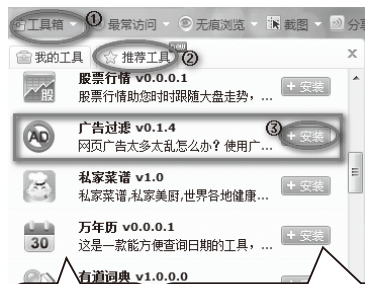 工具箱 ① 最常访问 无痕浏览 截图 分享
我的工具 推荐工具 ② ×
股票行情 v0.0.0.1
股票行情助您时时跟随大盘走势，...
+ 安装
广告过滤 v0.1.4
AD
网页广告太多太乱怎么办？使用广...
③ + 安装
私家菜谱 v1.0
私家菜谱,私家美厨,世界各地健康...
+ 安装
万年历 v0.0.0.1
30
这是一款能方便查询日期的工具，...
+ 安装
有道词典 v1.0.0.0